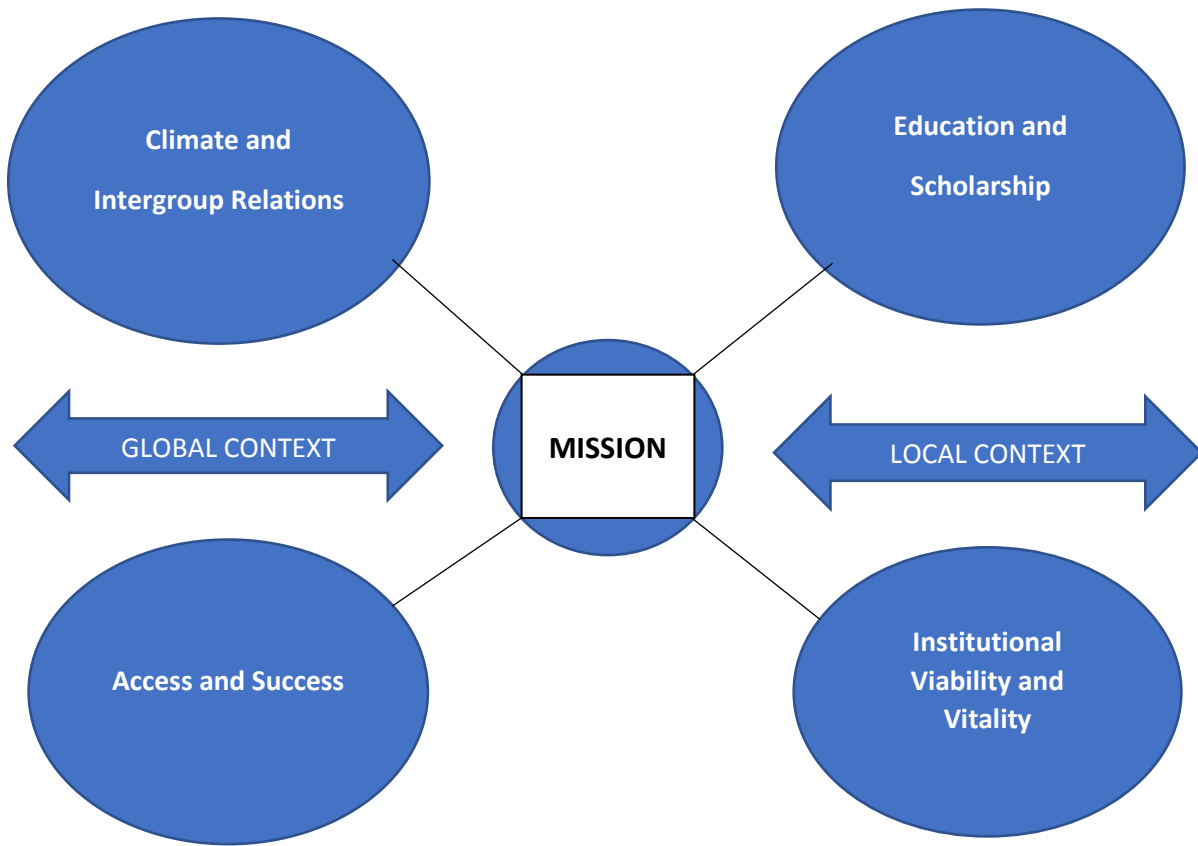 Climate and
Intergroup Relations
Education and
Scholarship
GLOBAL CONTEXT
MISSION
LOCAL CONTEXT
Access and Success
Institutional
Viability and
Vitality